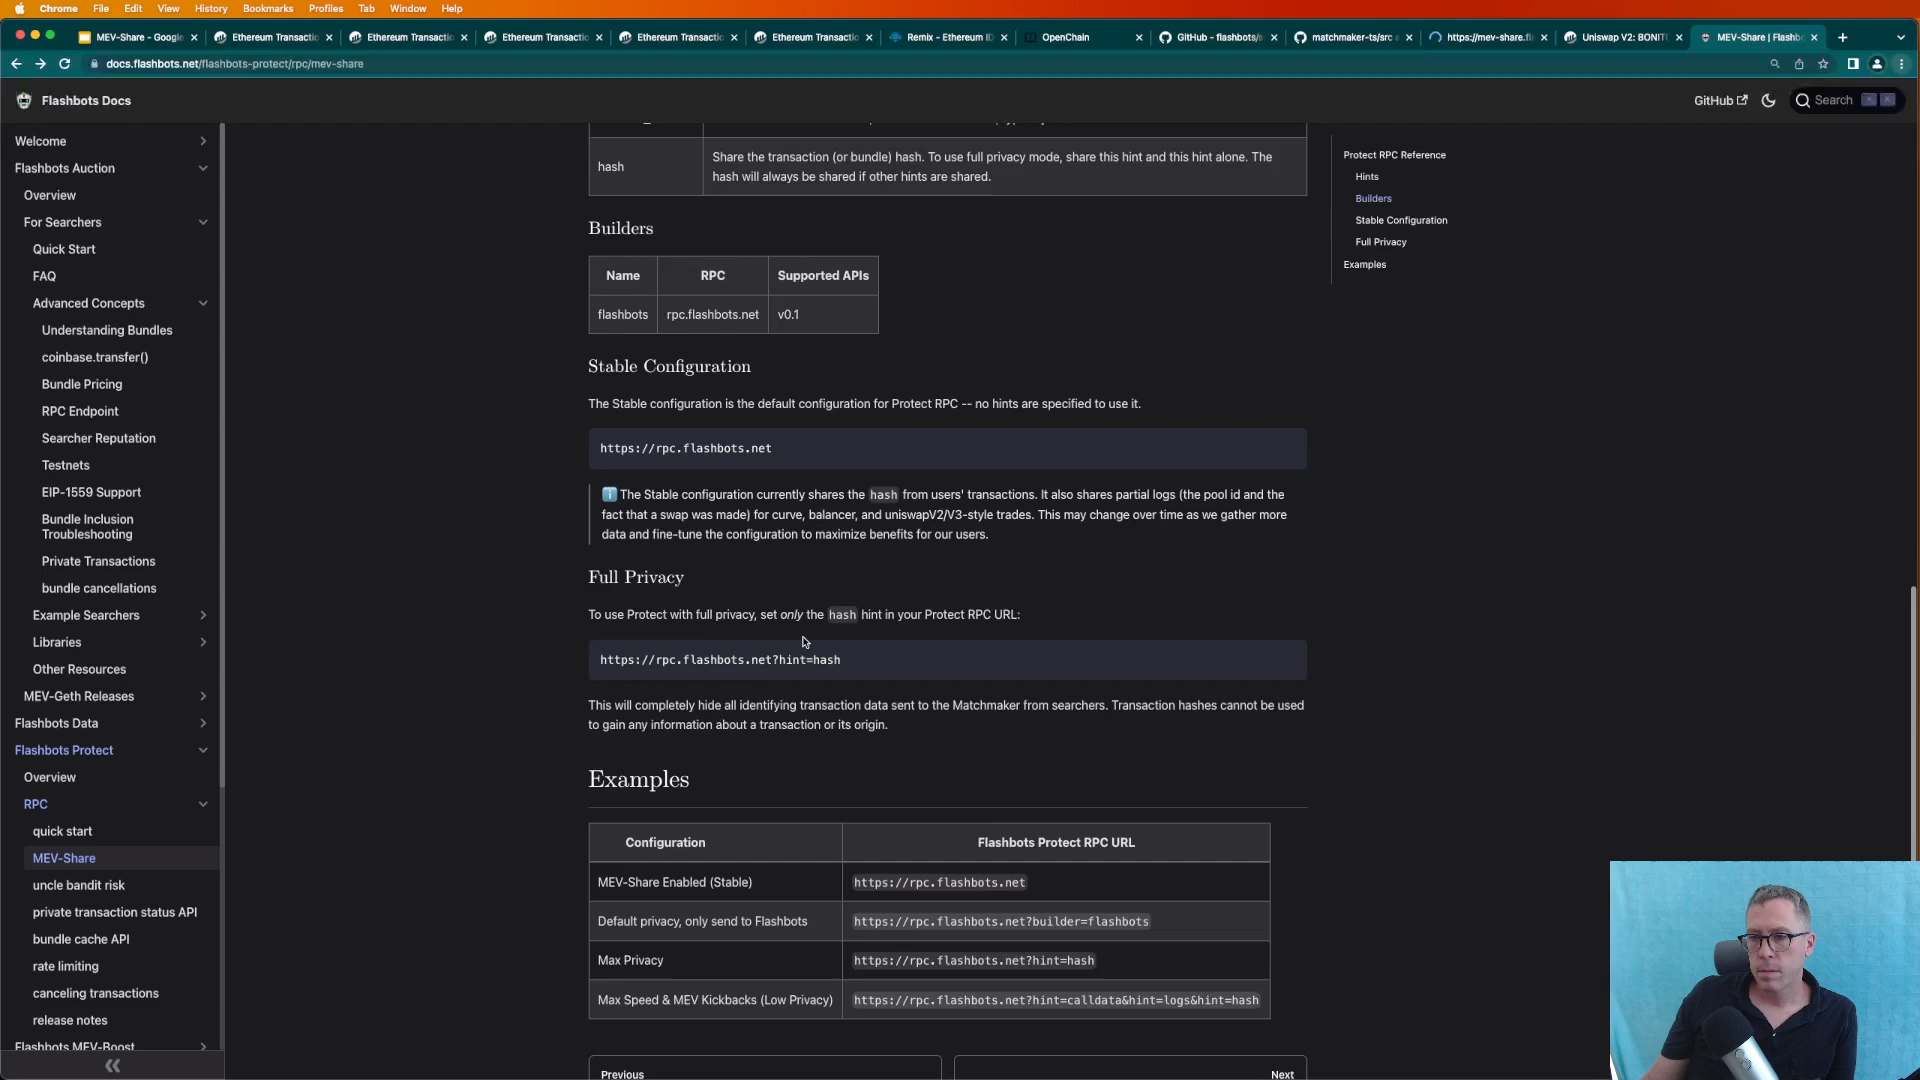 Chrome File Edit View History Bookmarks Profiles Tab Window Help
MEV-Share - Google
Ethereum Transactio
Ethereum Transactio
Ethereum Transactio
Ethereum Transactio
Ethereum Transactio
Remix - Ethereum ID
OpenChain
GitHub - flashbots/s
matchmaker-ts/src a
https://mev-share.fl
Uniswap V2: BONIT
MEV-Share | Flashbo
docs.flashbots.net/flashbots-protect/rpc/mev-share
Flashbots Docs
GitHub
Search
Welcome
Flashbots Auction
Overview
For Searchers
Quick Start
FAQ
Advanced Concepts
Understanding Bundles
coinbase.transfer()
Bundle Pricing
RPC Endpoint
Searcher Reputation
Testnets
EIP-1559 Support
Bundle Inclusion
Troubleshooting
Private Transactions
bundle cancellations
Example Searchers
Libraries
Other Resources
MEV-Geth Releases
Flashbots Data
Flashbots Protect
Overview
RPC
quick start
MEV-Share
uncle bandit risk
private transaction status API
bundle cache API
rate limiting
canceling transactions
release notes
Flashbots MEV-Boost
hash
Share the transaction (or bundle) hash. To use full privacy mode, share this hint and this hint alone. The
hash will always be shared if other hints are shared.
Builders
Name RPC Supported APIs
flashbots rpc.flashbots.net v0.1
Stable Configuration
The Stable configuration is the default configuration for Protect RPC -- no hints are specified to use it.
https://rpc.flashbots.net
ℹ️ The Stable configuration currently shares the hash from users' transactions. It also shares partial logs (the pool id and the
fact that a swap was made) for curve, balancer, and uniswapV2/V3-style trades. This may change over time as we gather more
data and fine-tune the configuration to maximize benefits for our users.
Full Privacy
To use Protect with full privacy, set only the hash hint in your Protect RPC URL:
https://rpc.flashbots.net?hint=hash
This will completely hide all identifying transaction data sent to the Matchmaker from searchers. Transaction hashes cannot be used
to gain any information about a transaction or its origin.
Examples
Configuration Flashbots Protect RPC URL
MEV-Share Enabled (Stable) https://rpc.flashbots.net
Default privacy, only send to Flashbots https://rpc.flashbots.net?builder=flashbots
Max Privacy https://rpc.flashbots.net?hint=hash
Max Speed & MEV Kickbacks (Low Privacy) https://rpc.flashbots.net?hint=calldata&hint=logs&hint=hash
Previous
Next
Protect RPC Reference
Hints
Builders
Stable Configuration
Full Privacy
Examples